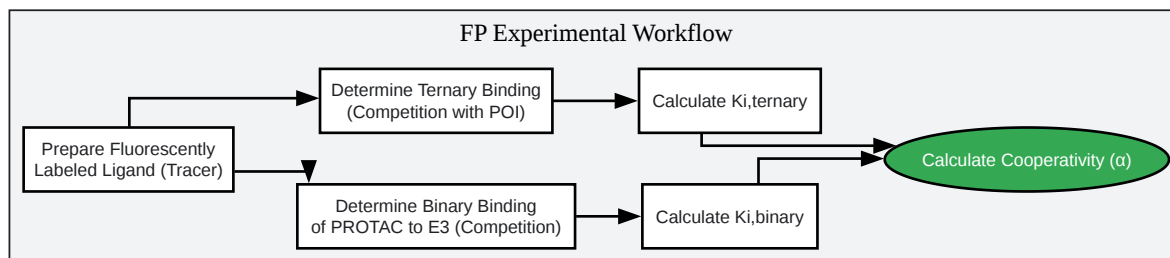 FP Experimental Workflow
Determine Ternary Binding
(Competition with POI)
Calculate Ki,ternary
Prepare Fluorescently
Labeled Ligand (Tracer)
Calculate Cooperativity (α)
Determine Binary Binding
of PROTAC to E3 (Competition)
Calculate Ki,binary